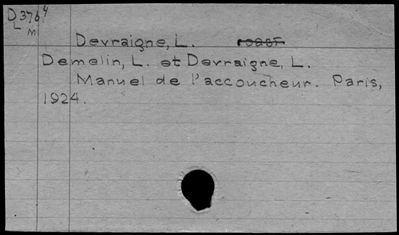 D3764
L
M
Devraigne, L.
Demelin, L. et Devraigne, L.
Manuel de l'accoucheur. Paris,
1924.